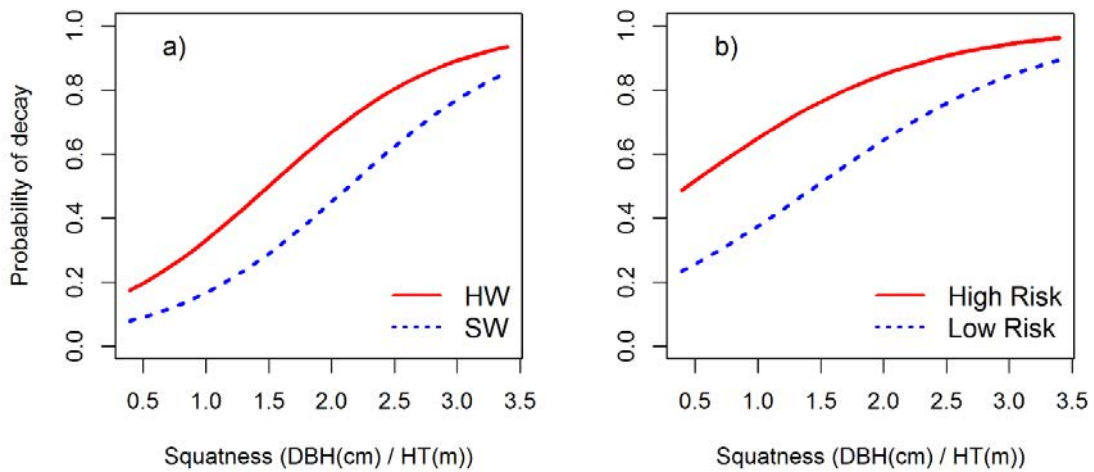 Probability of decay
1.0
0.8
0.6
0.4
0.2
0.0
a)
HW
SW
0.5 1.0 1.5 2.0 2.5 3.0 3.5
Squatness (DBH(cm) / HT(m))
1.0
0.8
0.6
0.4
0.2
0.0
b)
High Risk
Low Risk
0.5 1.0 1.5 2.0 2.5 3.0 3.5
Squatness (DBH(cm) / HT(m))